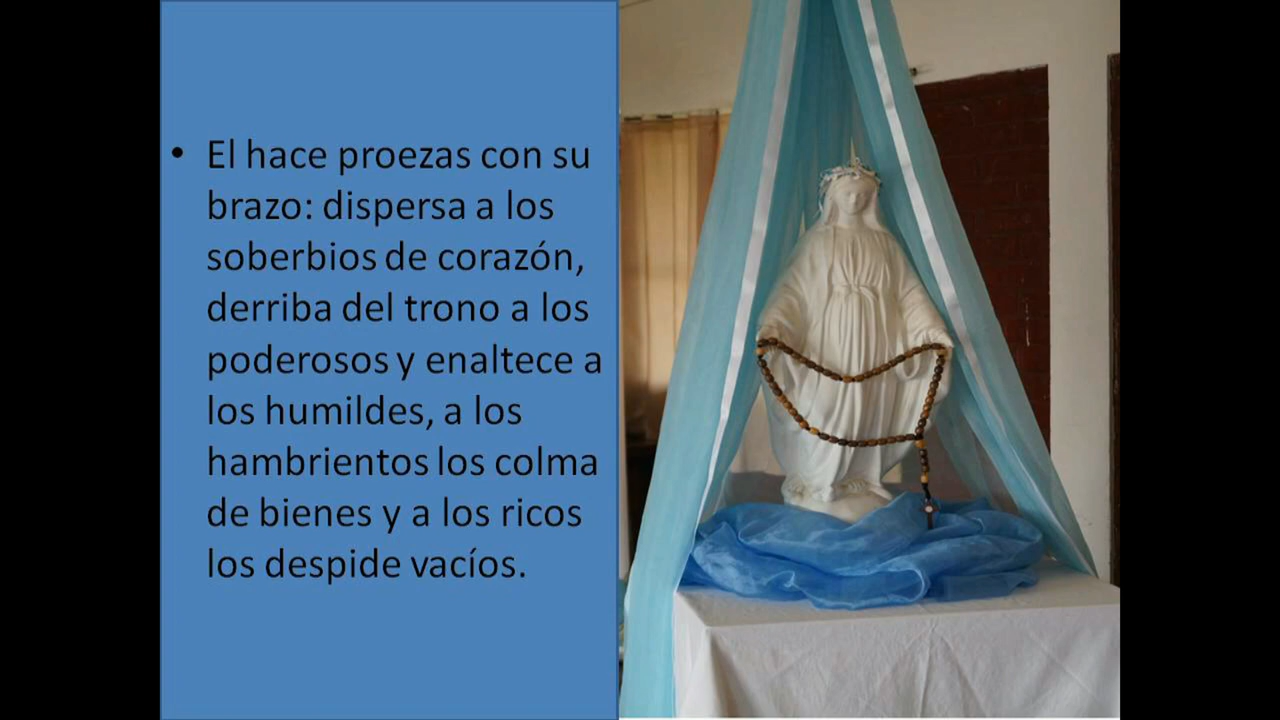 • El hace proezas con su
brazo: dispersa a los
soberbios de corazón,
derriba del trono a los
poderosos y enaltece a
los humildes, a los
hambrientos los colma
de bienes y a los ricos
los despide vacíos.